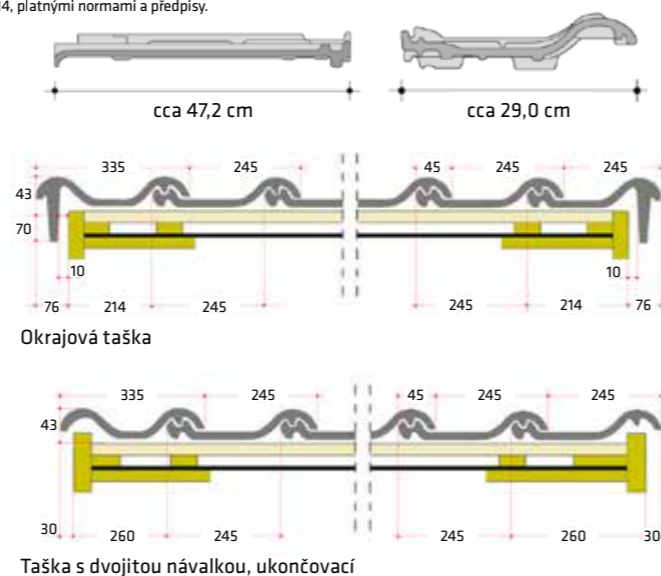 14, platnými normami a předpisy.
cca 47,2 cm cca 29,0 cm
335 245 45 245 245
43
70
10 10
76 214 245 245 214 76
Okrajová taška
335 245 45 245 245
43
30 260 245 245 260 30
Taška s dvojitou návalkou, ukončovací